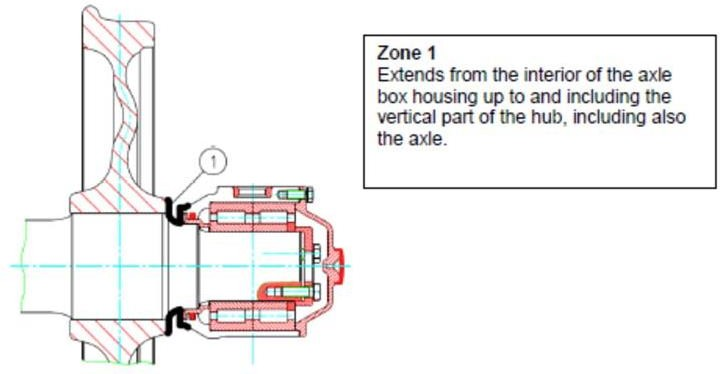 1
Zone 1
Extends from the interior of the axle
box housing up to and including the
vertical part of the hub, including also
the axle.